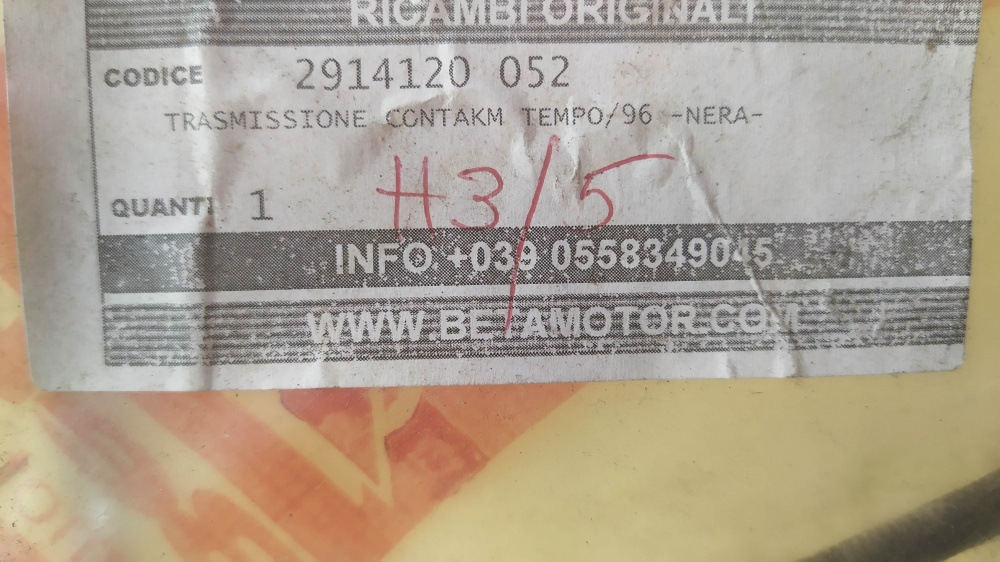 RICAMBI ORIGINALI
CODICE 2914120 052
TRASMISSIONE CONTAKM TEMPO/96 -NERA-
QUANTI 1
H3/5
INFO +039 0558349045
WWW.BETAMOTOR.COM